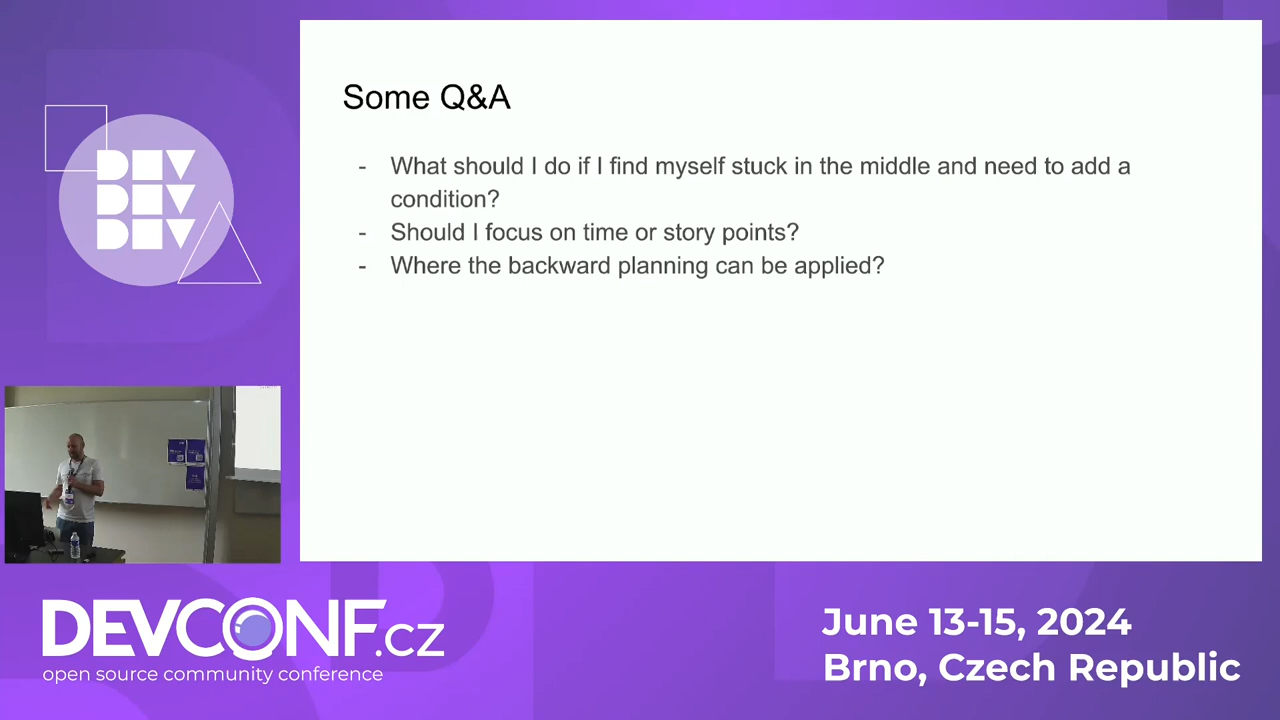 DEV
DEV
DEV
Some Q&A
- What should I do if I find myself stuck in the middle and need to add a
condition?
- Should I focus on time or story points?
- Where the backward planning can be applied?
DEVCONF.cz
open source community conference
June 13-15, 2024
Brno, Czech Republic